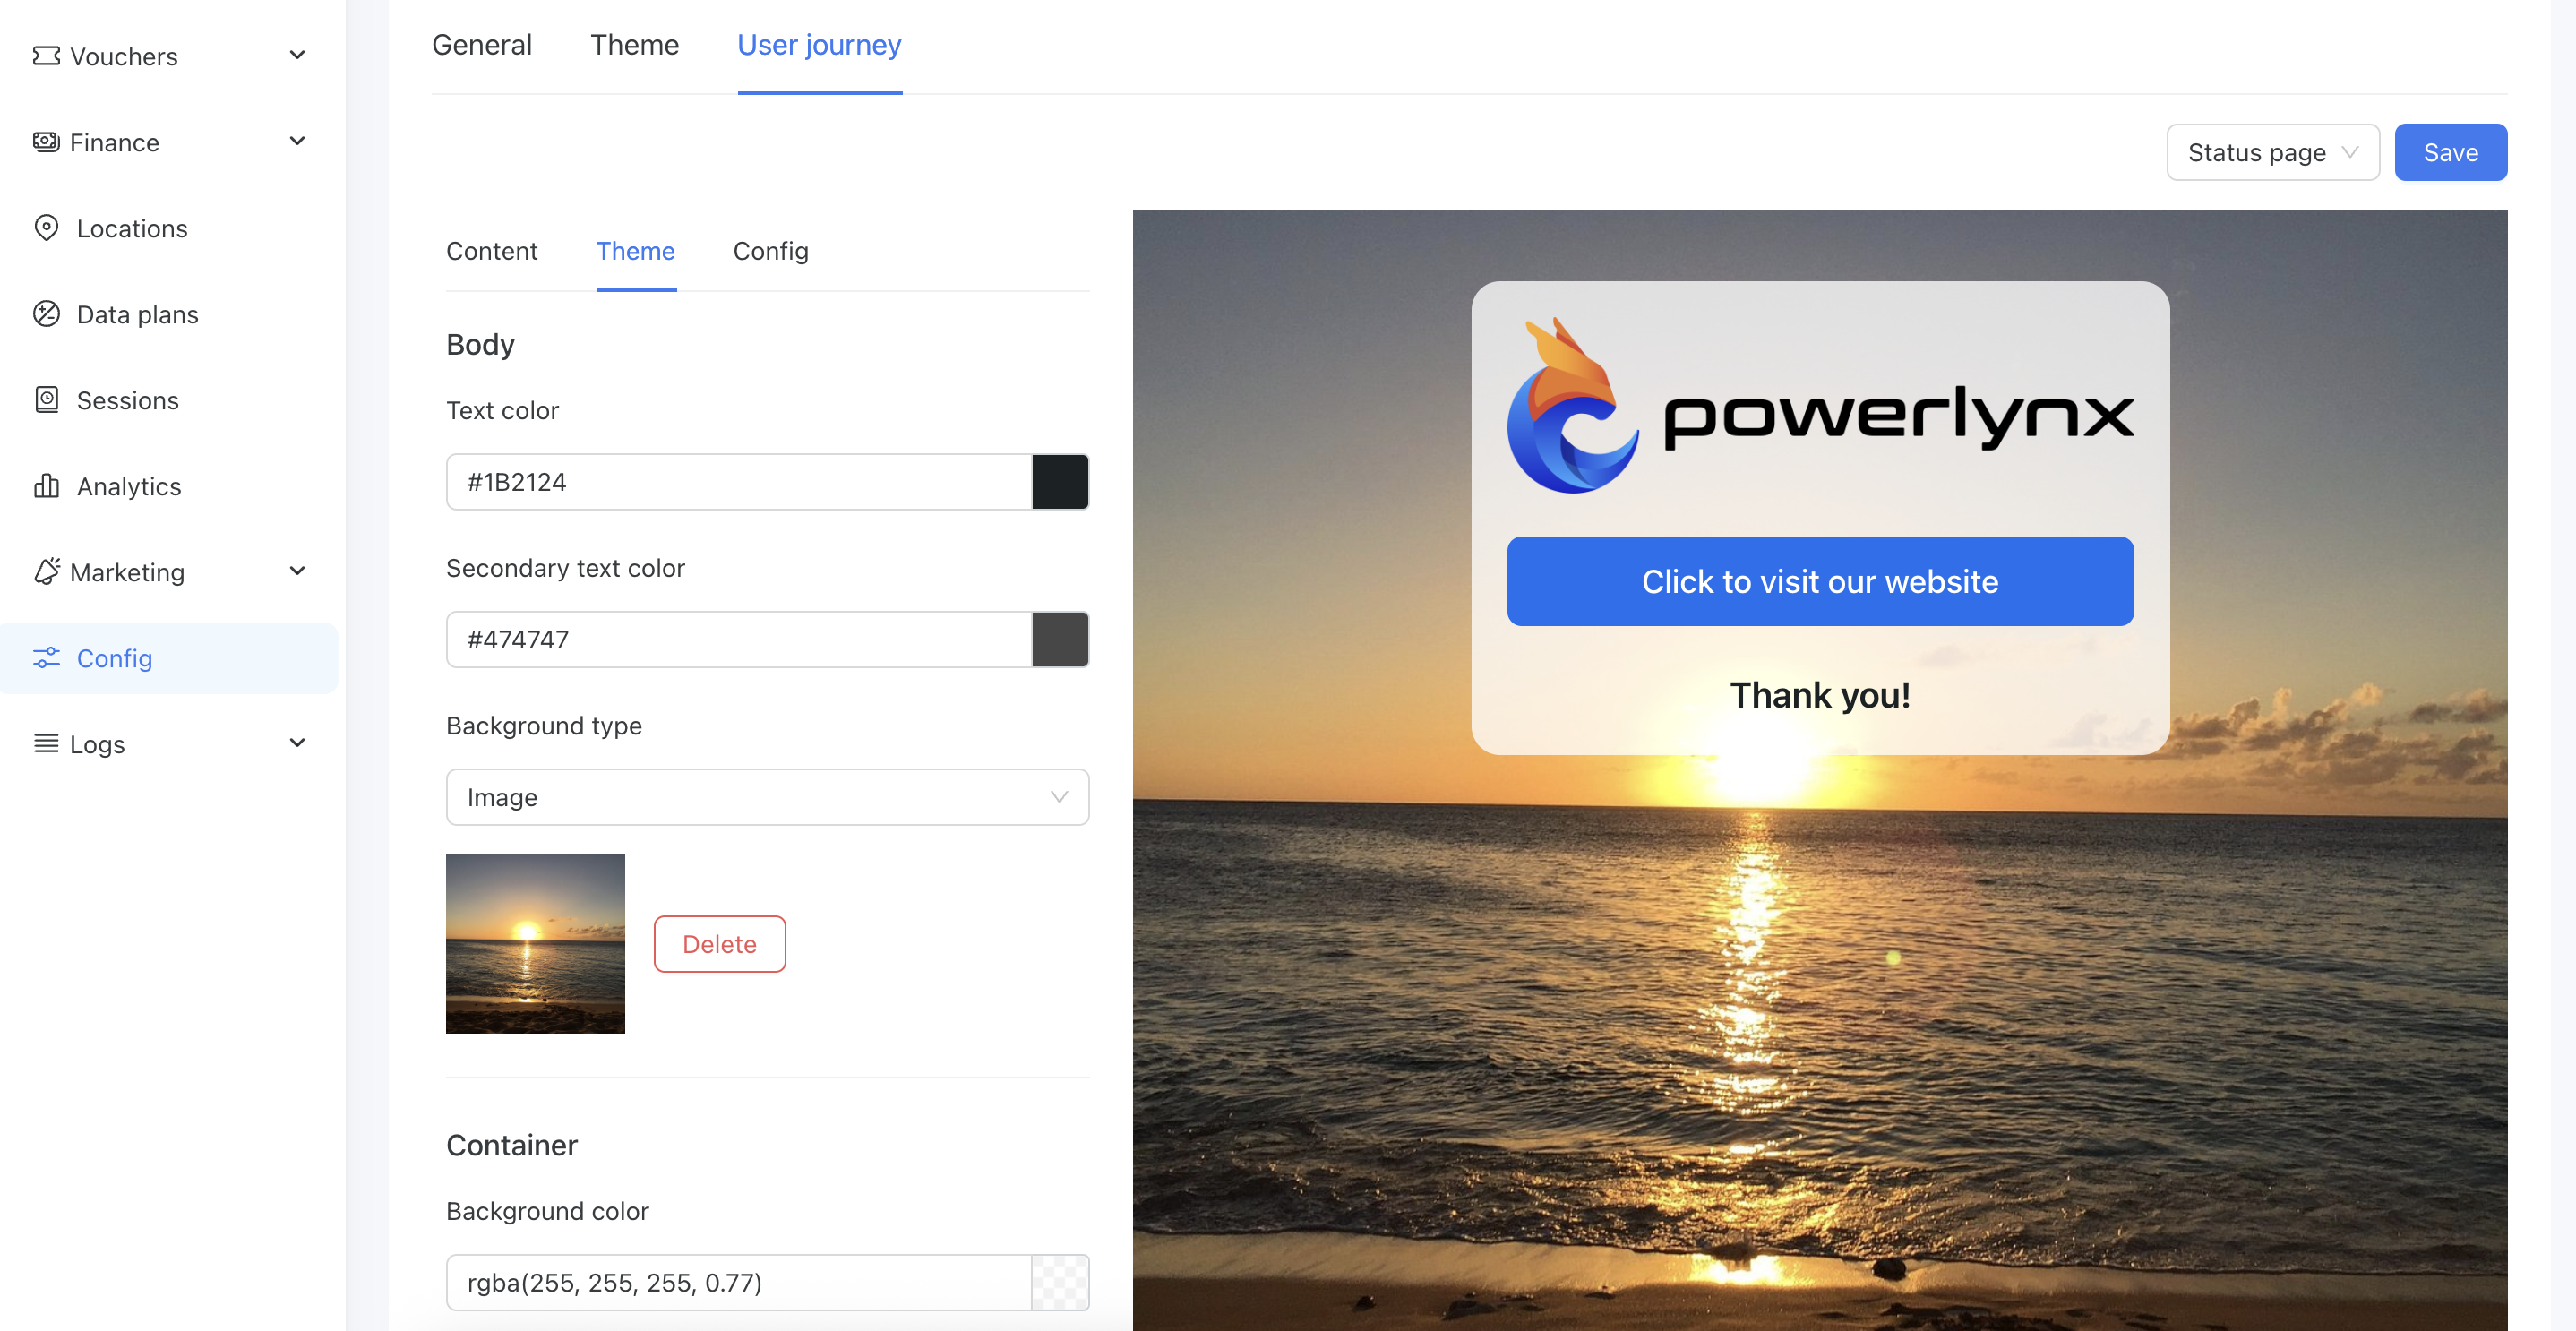 Vouchers
Finance
Locations
Data plans
Sessions
Analytics
Marketing
Config
Logs
General Theme User journey
Status page Save
Content Theme Config
Body
Text color
#1B2124
Secondary text color
#474747
Background type
Image
Delete
Container
Background color
rgba(255, 255, 255, 0.77)
powerlynx
Click to visit our website
Thank you!